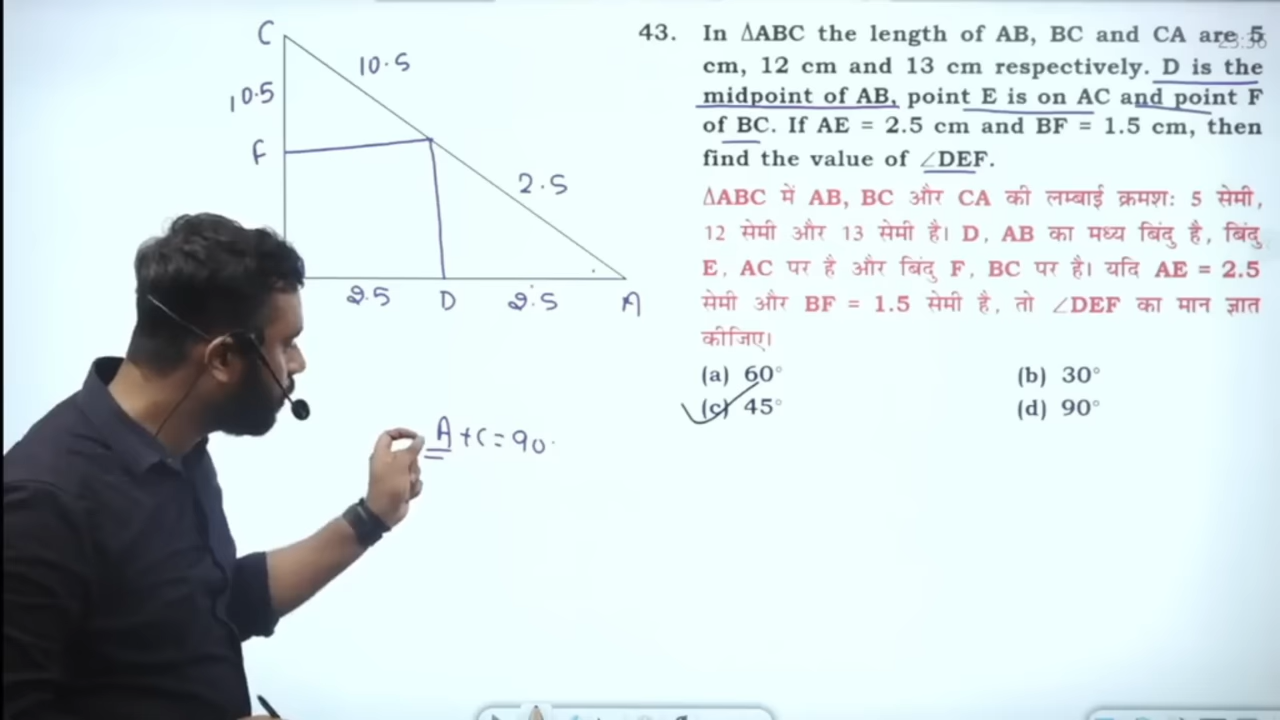 C
10.5
10.5
F
2.5
2.5
D
2.5
A
A+C=90
43. In ΔABC the length of AB, BC and CA are 5
cm, 12 cm and 13 cm respectively. D is the
midpoint of AB, point E is on AC and point F
of BC. If AE = 2.5 cm and BF = 1.5 cm, then
find the value of ∠DEF.
ΔABC में AB, BC और CA की लम्बाई क्रमशः 5 सेमी,
12 सेमी और 13 सेमी है। D, AB का मध्य बिंदु है, बिंदु
E, AC पर है और बिंदु F, BC पर है। यदि AE = 2.5
सेमी और BF = 1.5 सेमी है, तो ∠DEF का मान ज्ञात
कीजिए।
(a) 60° (b) 30°
(c) 45° (d) 90°